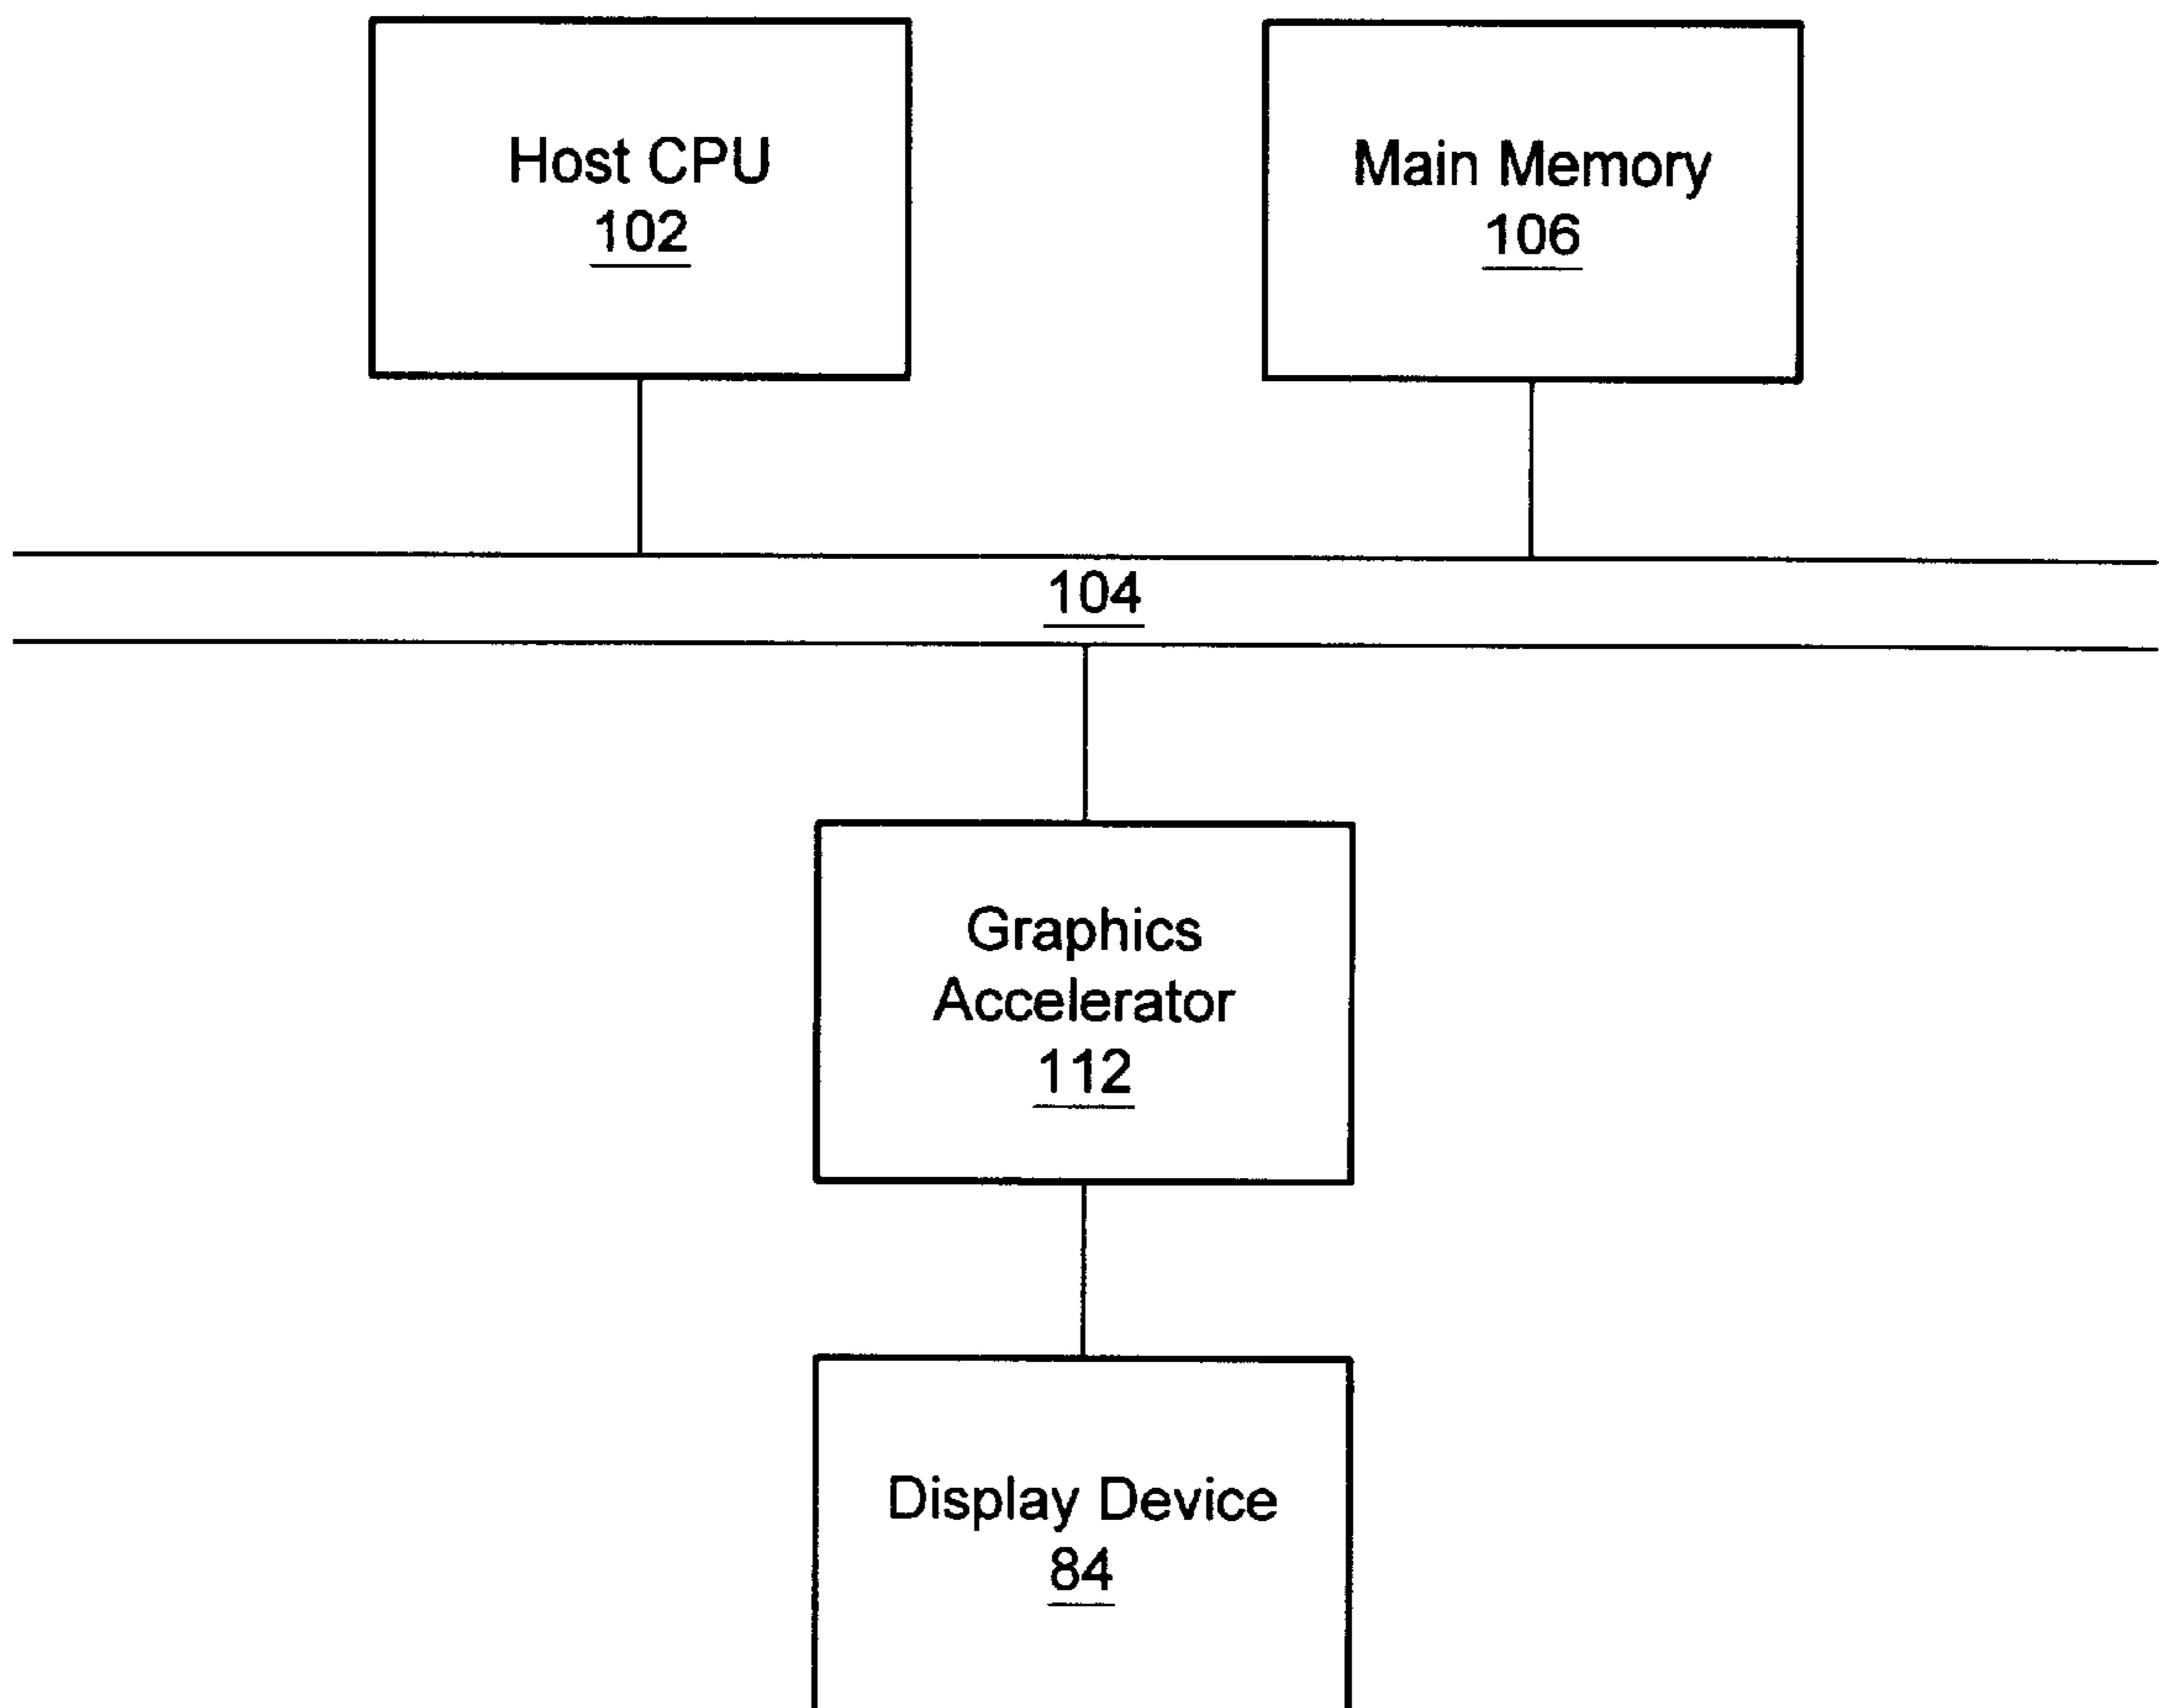 Host CPU
102
Main Memory
106
104
Graphics
Accelerator
112
Display Device
84